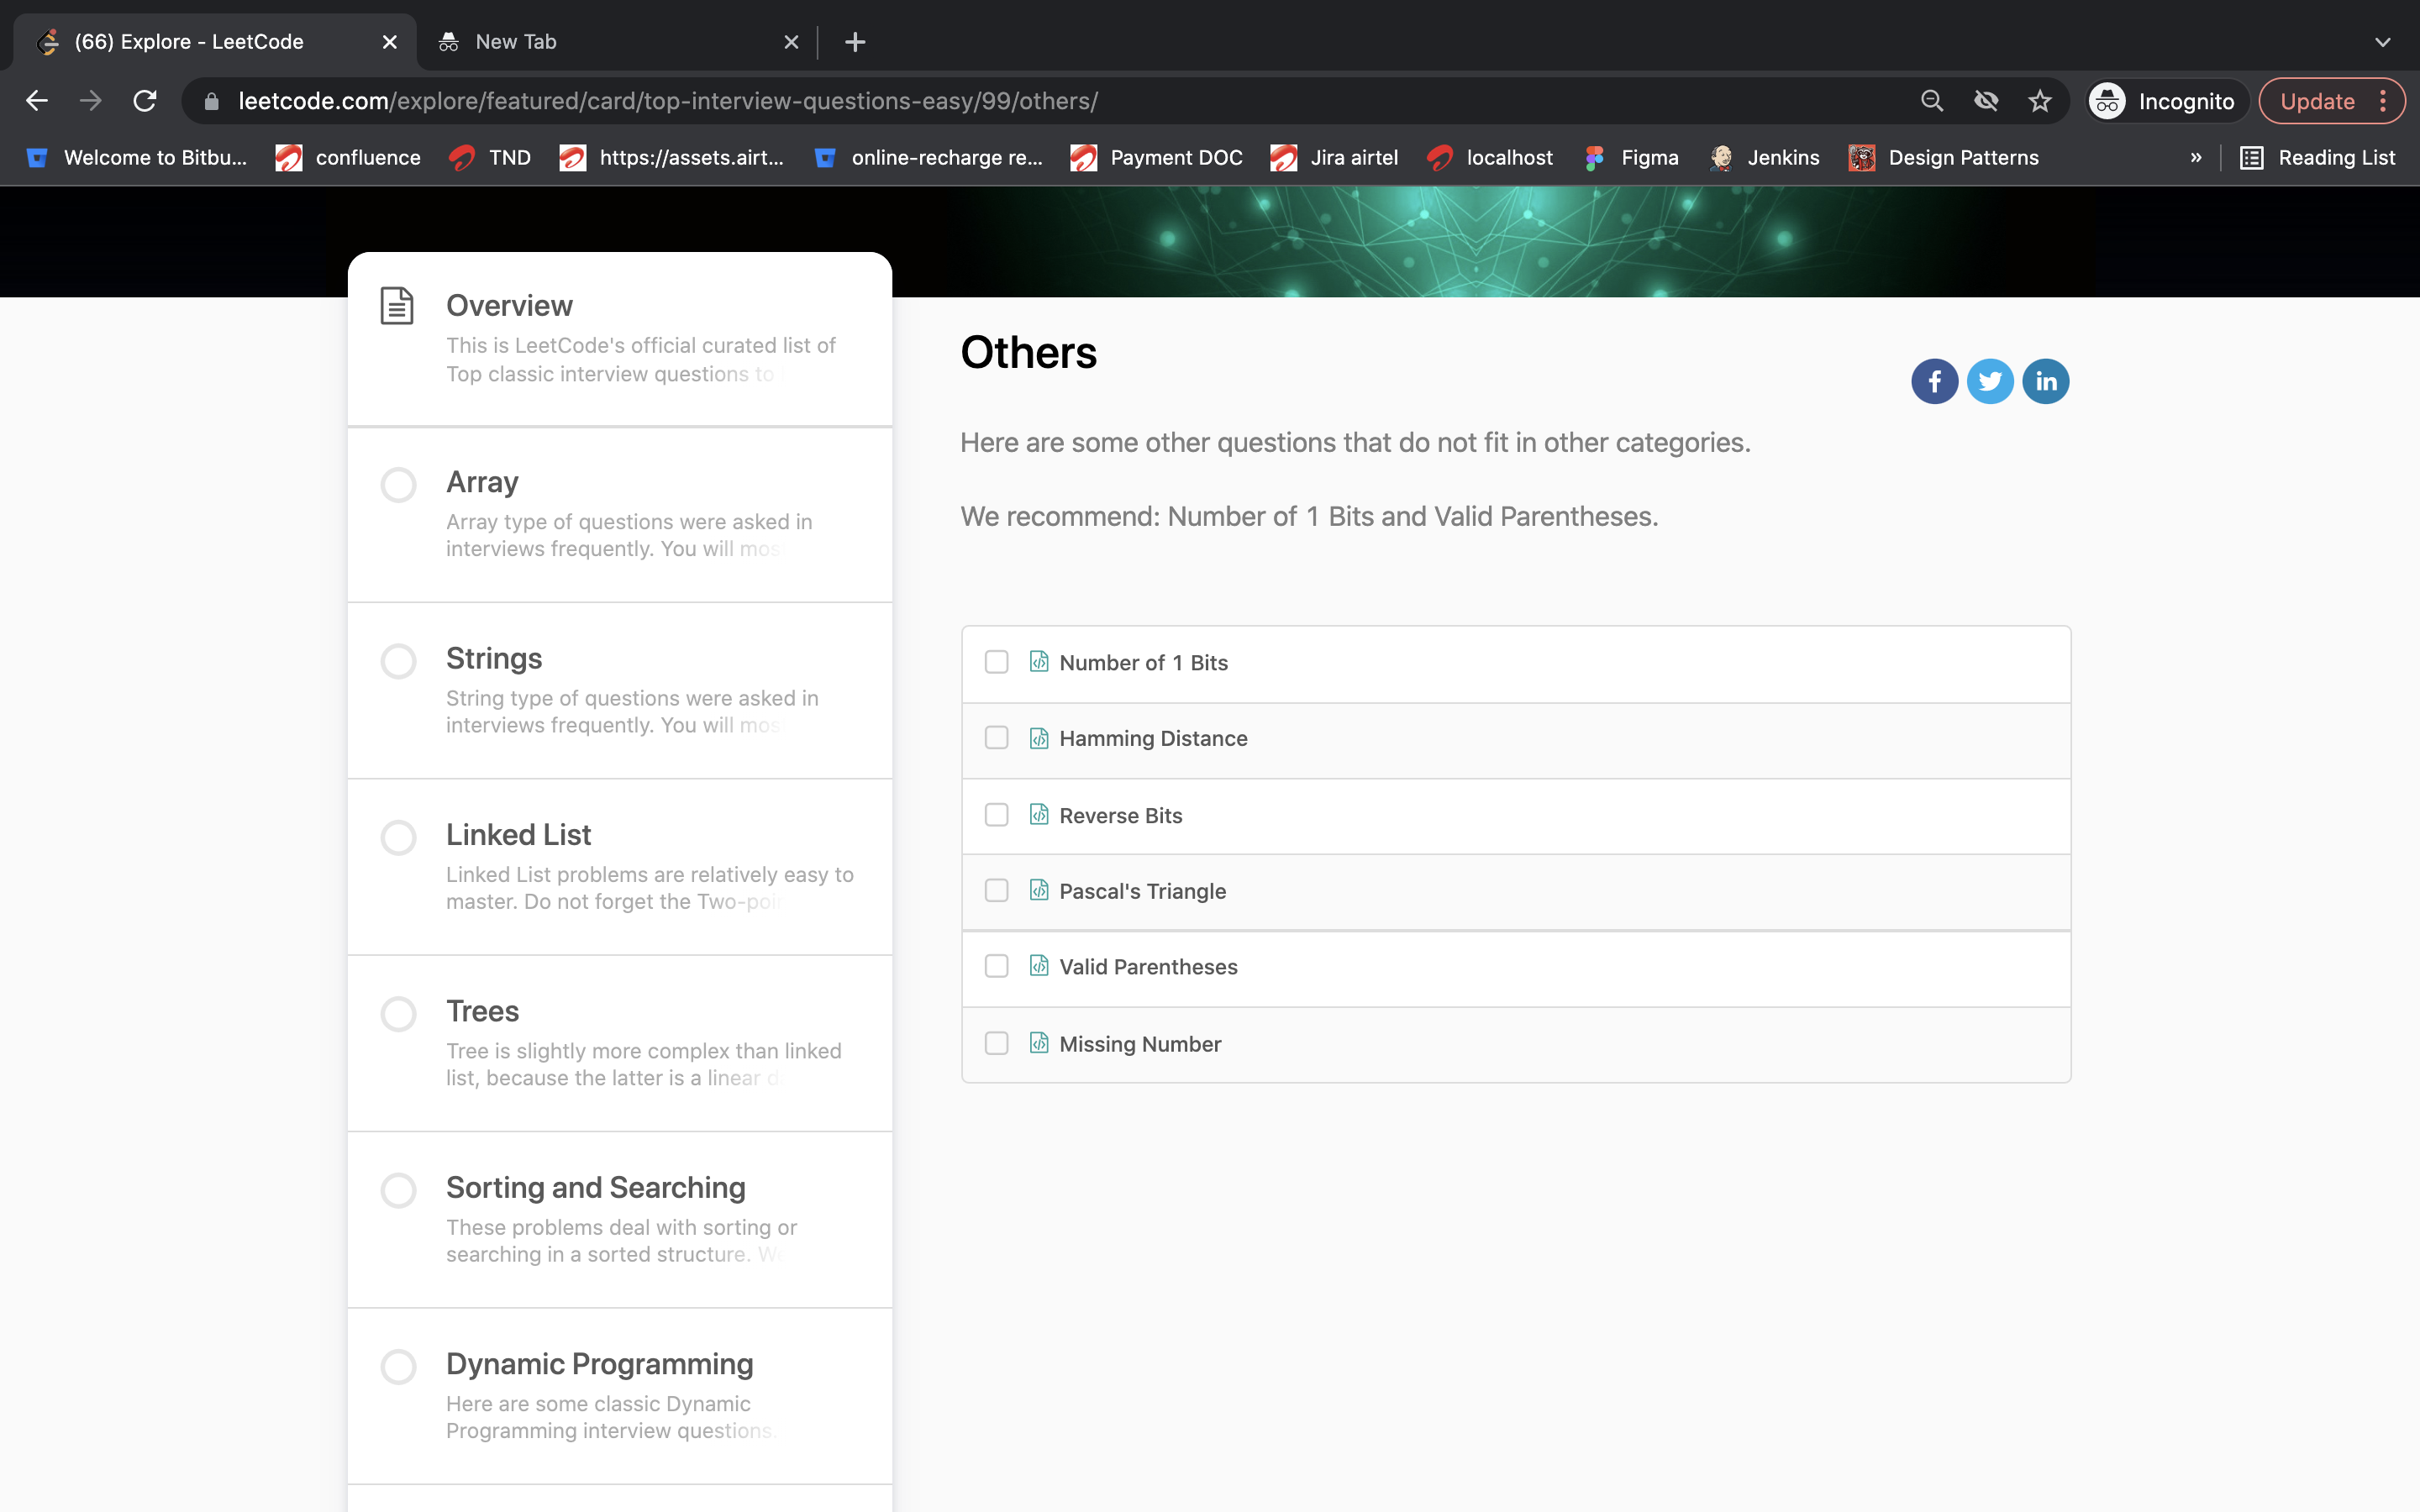 (66) Explore - LeetCode
New Tab
leetcode.com/explore/featured/card/top-interview-questions-easy/99/others/
Incognito
Update
Welcome to Bitbu...
confluence
TND
https://assets.airt...
online-recharge re...
Payment DOC
Jira airtel
localhost
Figma
Jenkins
Design Patterns
»
Reading List
Overview
This is LeetCode's official curated list of
Top classic interview questions to
Array
Array type of questions were asked in
interviews frequently. You will mos
Strings
String type of questions were asked in
interviews frequently. You will mos
Linked List
Linked List problems are relatively easy to
master. Do not forget the Two-poin
Trees
Tree is slightly more complex than linked
list, because the latter is a linear d
Sorting and Searching
These problems deal with sorting or
searching in a sorted structure. We
Dynamic Programming
Here are some classic Dynamic
Programming interview questions.
Others
Here are some other questions that do not fit in other categories.
We recommend: Number of 1 Bits and Valid Parentheses.
Number of 1 Bits
Hamming Distance
Reverse Bits
Pascal's Triangle
Valid Parentheses
Missing Number